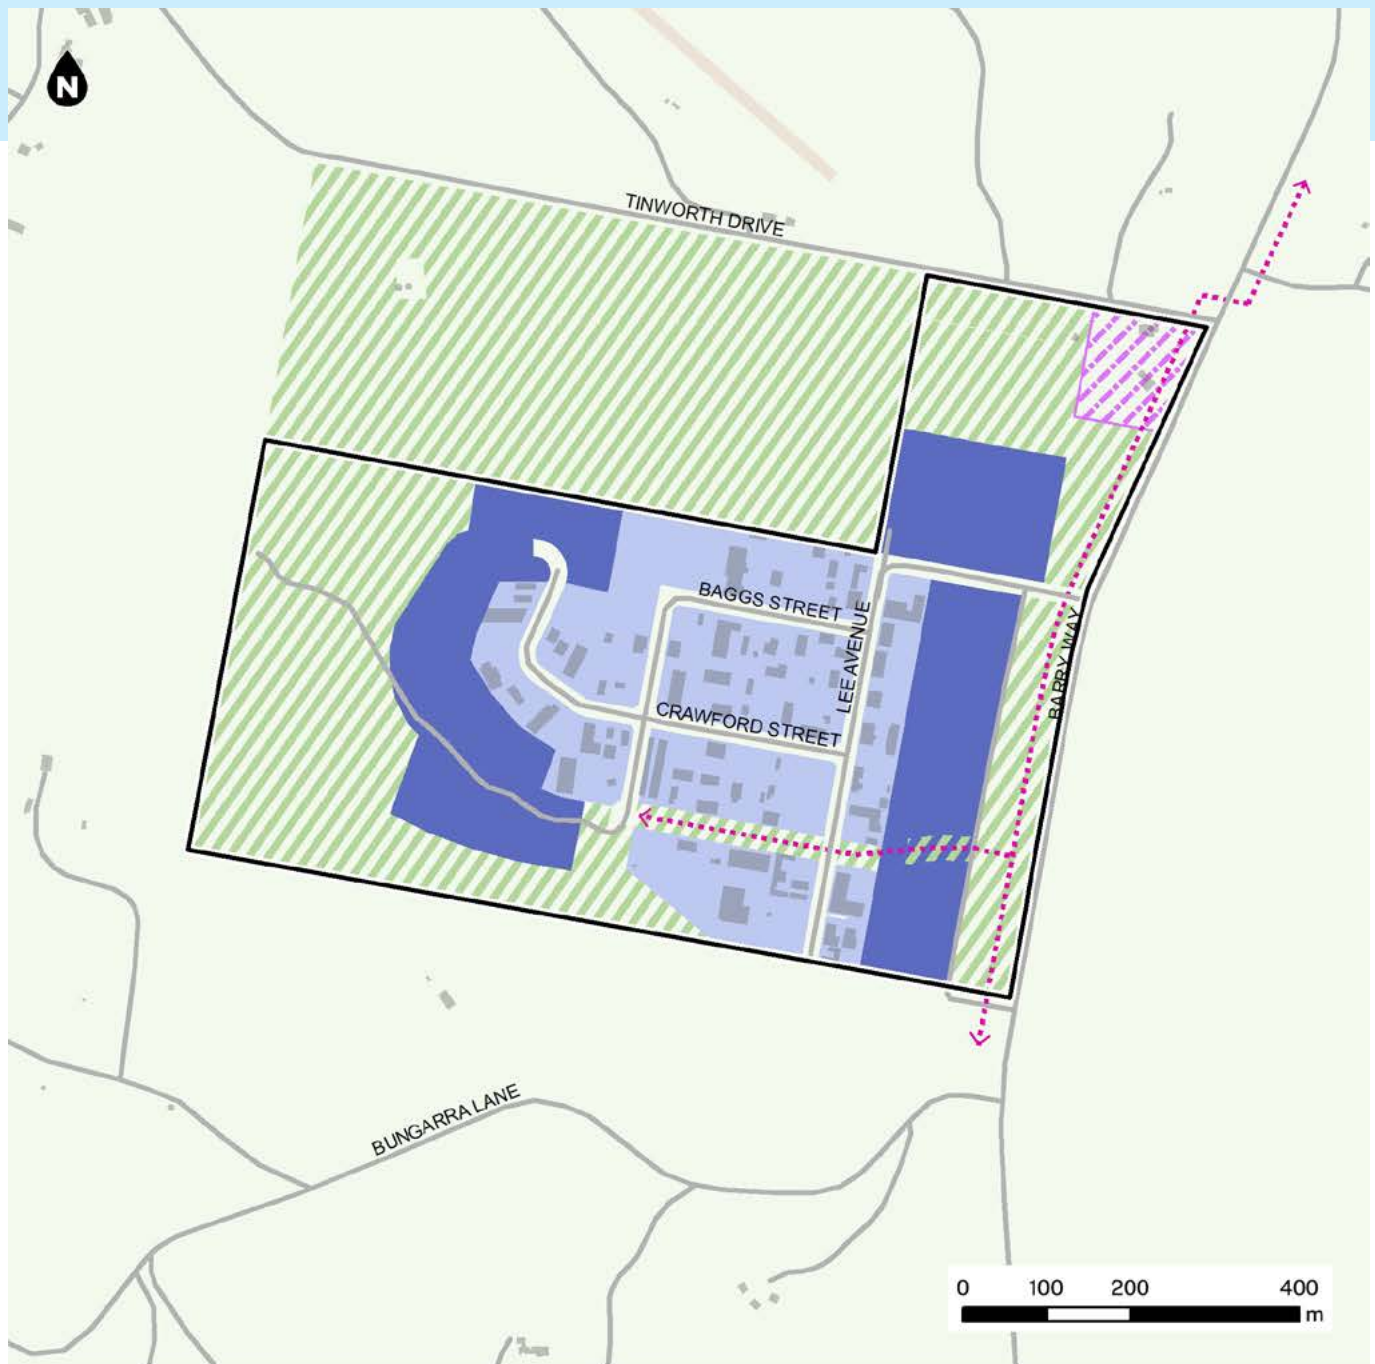 N
TINWORTH DRIVE
BAGGS STREET
LEE AVENUE
BARRY WAY
CRAWFORD STREET
BUNGARRA LANE
0 100 200 400
m